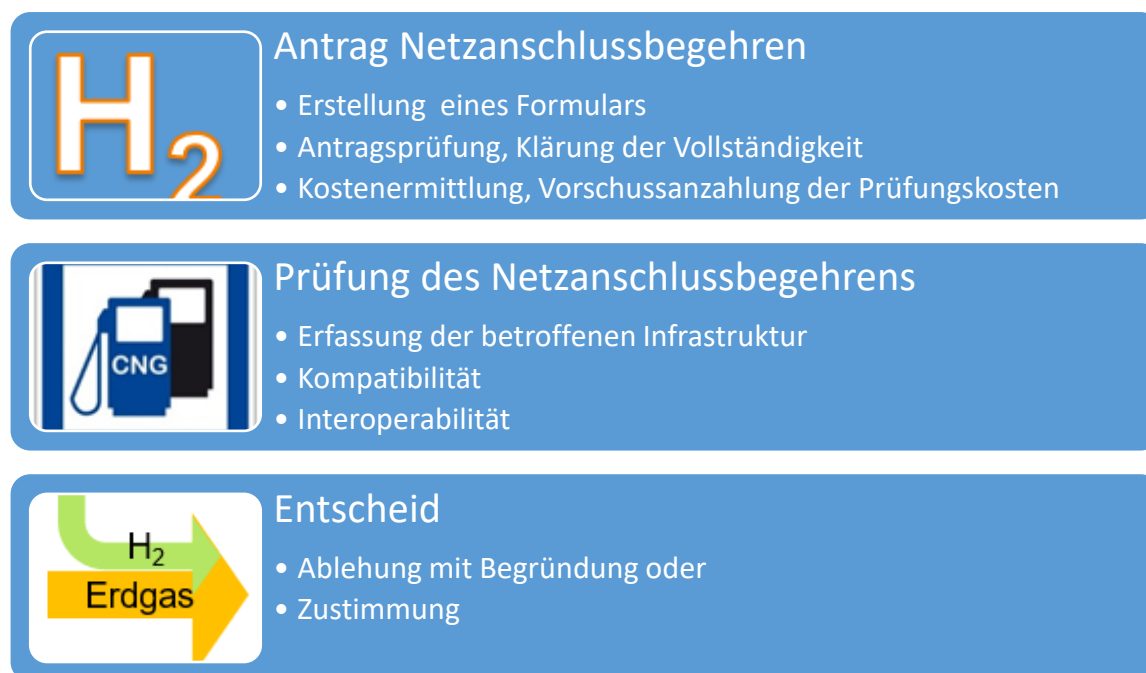 H2
Antrag Netzanschlussbegehren
• Erstellung eines Formulars
• Antragsprüfung, Klärung der Vollständigkeit
• Kostenermittlung, Vorschussanzahlung der Prüfungskosten
CNG
Prüfung des Netzanschlussbegehrens
• Erfassung der betroffenen Infrastruktur
• Kompatibilität
• Interoperabilität
H₂
Erdgas
Entscheid
• Ablehung mit Begründung oder
• Zustimmung